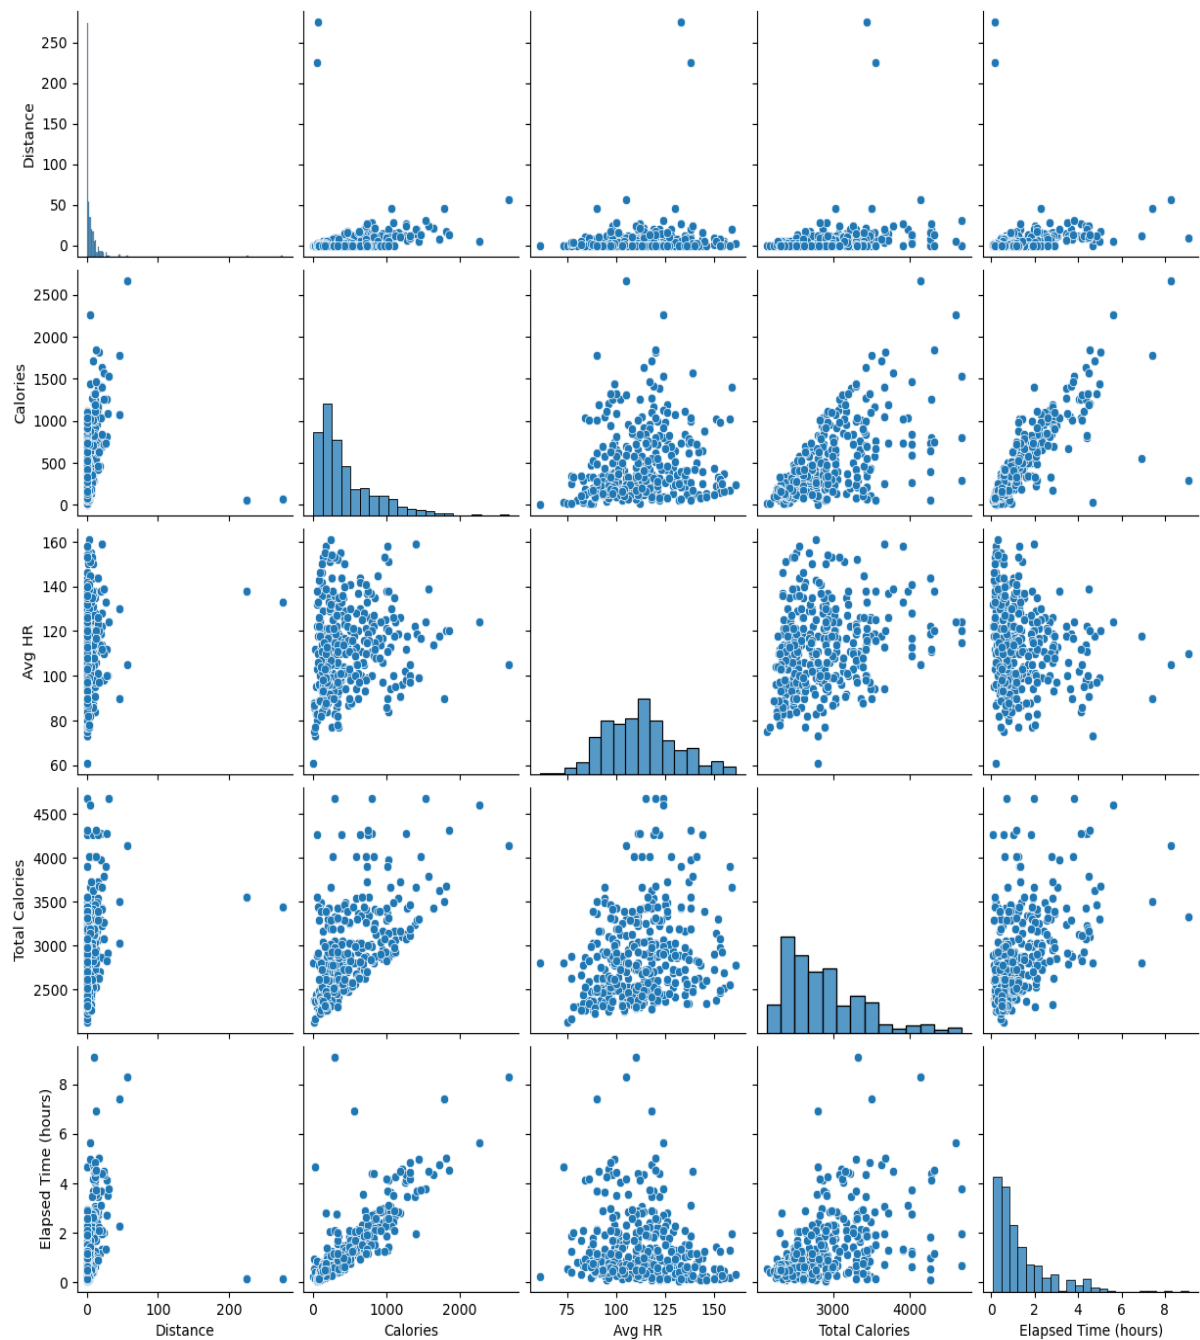 250
200
150
100
50
0
Distance
2500
2000
1500
1000
500
0
Calories
160
140
120
100
80
60
Avg HR
4500
4000
3500
3000
2500
Total Calories
8
6
4
2
0
Elapsed Time (hours)
0 100 200
Distance
0 1000 2000
Calories
75 100 125 150
Avg HR
3000 4000
Total Calories
0 2 4 6 8
Elapsed Time (hours)